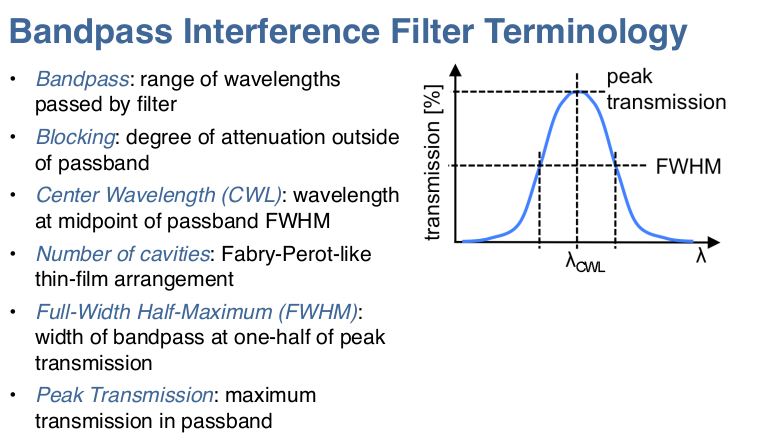 Bandpass Interference Filter Terminology
• Bandpass: range of wavelengths
passed by filter
• Blocking: degree of attenuation outside
of passband
• Center Wavelength (CWL): wavelength
at midpoint of passband FWHM
• Number of cavities: Fabry-Perot-like
thin-film arrangement
• Full-Width Half-Maximum (FWHM):
width of bandpass at one-half of peak
transmission
• Peak Transmission: maximum
transmission in passband
transmission [%]
peak
transmission
FWHM
λCWL
λ